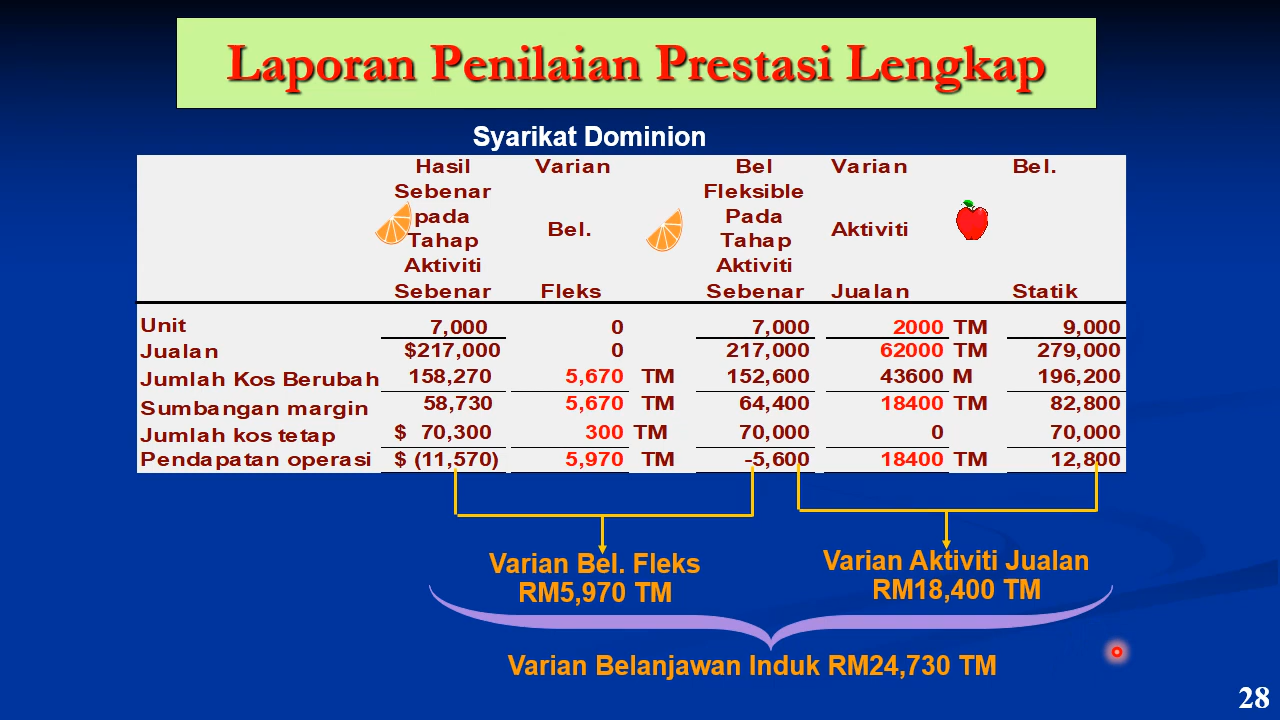 Laporan Penilaian Prestasi Lengkap
Syarikat Dominion
Hasil Varian Bel Varian Bel.
Sebenar Fleksible
pada Bel. Pada Aktiviti
Tahap Tahap
Aktiviti Aktiviti
Sebenar Fleks Sebenar Jualan Statik
Unit 7,000 0 7,000 2000 TM 9,000
Jualan $217,000 0 217,000 62000 TM 279,000
Jumlah Kos Berubah 158,270 5,670 TM 152,600 43600 M 196,200
Sumbangan margin 58,730 5,670 TM 64,400 18400 TM 82,800
Jumlah kos tetap $ 70,300 300 TM 70,000 0 70,000
Pendapatan operasi $ (11,570) 5,970 TM -5,600 18400 TM 12,800
Varian Bel. Fleks
RM5,970 TM
Varian Aktiviti Jualan
RM18,400 TM
Varian Belanjawan Induk RM24,730 TM
28